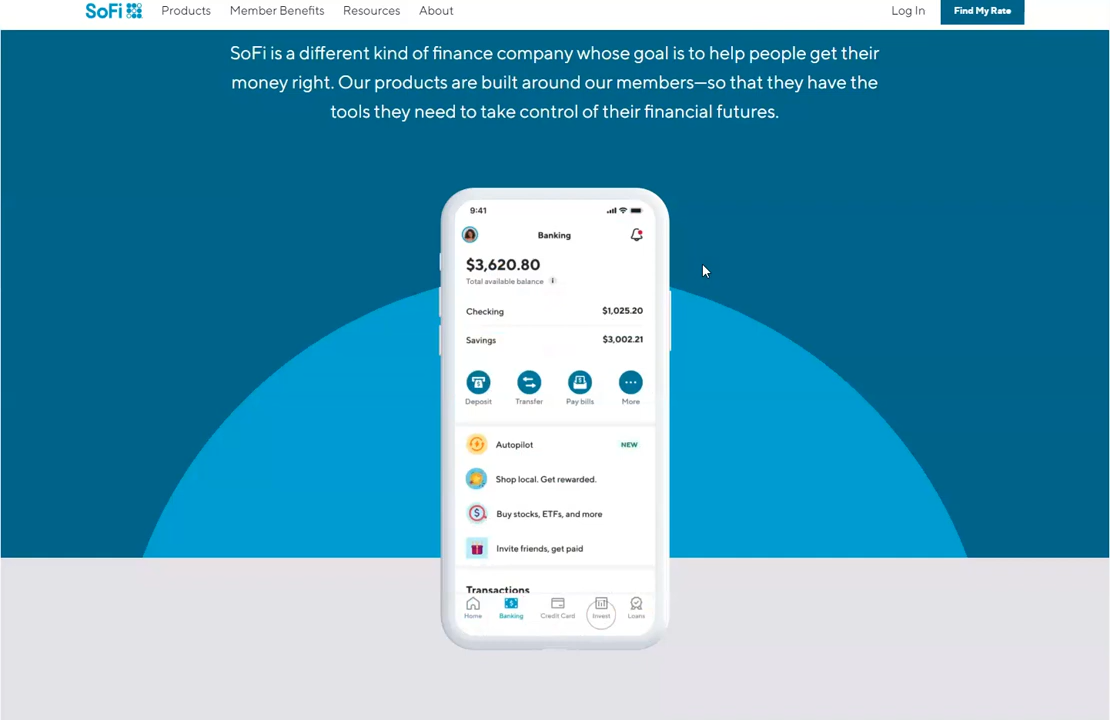 SoFi
Products
Member Benefits
Resources
About
Log In
Find My Rate
SoFi is a different kind of finance company whose goal is to help people get their
money right. Our products are built around our members—so that they have the
tools they need to take control of their financial futures.
9:41
Banking
$3,620.80
Total available balance
Checking $1,025.20
Savings $3,002.21
Deposit Transfer Pay bills More
Autopilot NEW
Shop local. Get rewarded.
Buy stocks, ETFs, and more
Invite friends, get paid
Transactions
Home Banking Credit Card Invest Loans